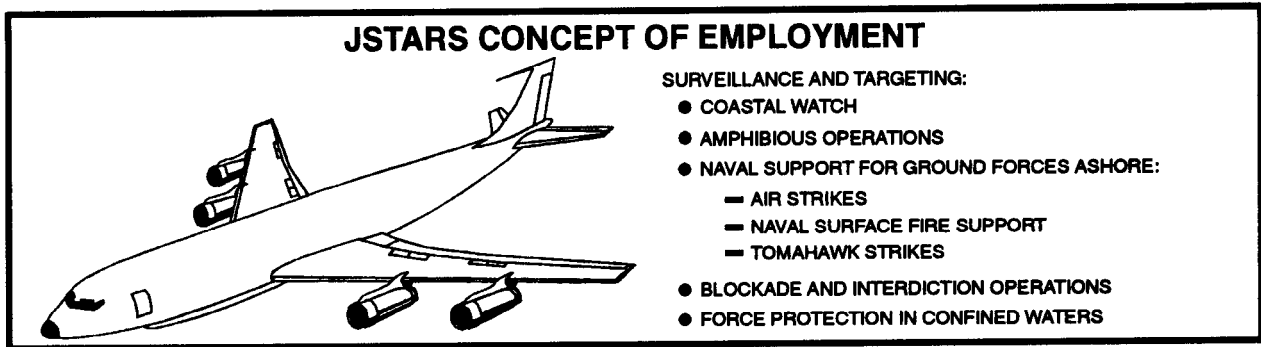 JSTARS CONCEPT OF EMPLOYMENT
SURVEILLANCE AND TARGETING:
● COASTAL WATCH
● AMPHIBIOUS OPERATIONS
● NAVAL SUPPORT FOR GROUND FORCES ASHORE:
— AIR STRIKES
— NAVAL SURFACE FIRE SUPPORT
— TOMAHAWK STRIKES
● BLOCKADE AND INTERDICTION OPERATIONS
● FORCE PROTECTION IN CONFINED WATERS